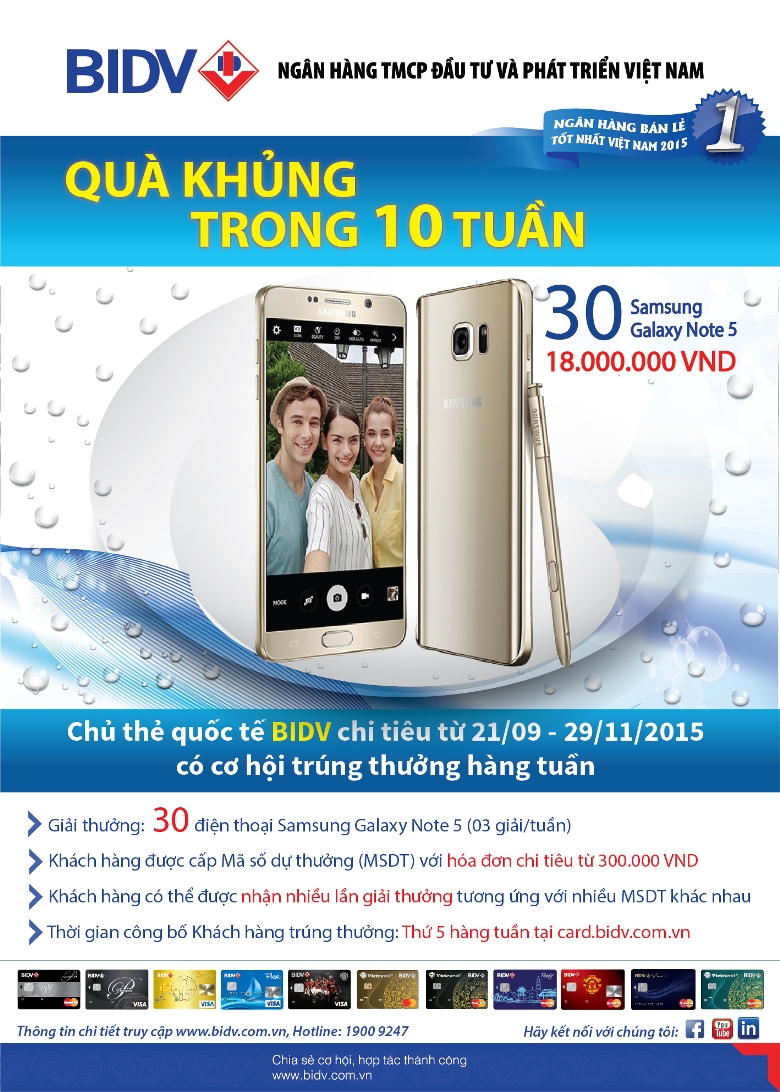 BIDV NGÂN HÀNG TMCP ĐẦU TƯ VÀ PHÁT TRIỂN VIỆT NAM
NGÂN HÀNG BÁN LẺ
TỐT NHẤT VIỆT NAM 2015
1
QUÀ KHỦNG
TRONG 10 TUẦN
30 Samsung
Galaxy Note 5
18.000.000 VND
SAMSUNG
SAMSUNG
SAMSUNG
MODE
Chủ thẻ quốc tế BIDV chi tiêu từ 21/09 - 29/11/2015
có cơ hội trúng thưởng hàng tuần
Giải thưởng: 30 điện thoại Samsung Galaxy Note 5 (03 giải/tuần)
Khách hàng được cấp Mã số dự thưởng (MSDT) với hóa đơn chi tiêu từ 300.000 VND
Khách hàng có thể được nhận nhiều lần giải thưởng tương ứng với nhiều MSDT khác nhau
Thời gian công bố Khách hàng trúng thưởng: Thứ 5 hàng tuần tại card.bidv.com.vn
Thông tin chi tiết truy cập www.bidv.com.vn, Hotline: 1900 9247
Hãy kết nối với chúng tôi: f You Tube in
Chia sẻ cơ hội, hợp tác thành công
www.bidv.com.vn